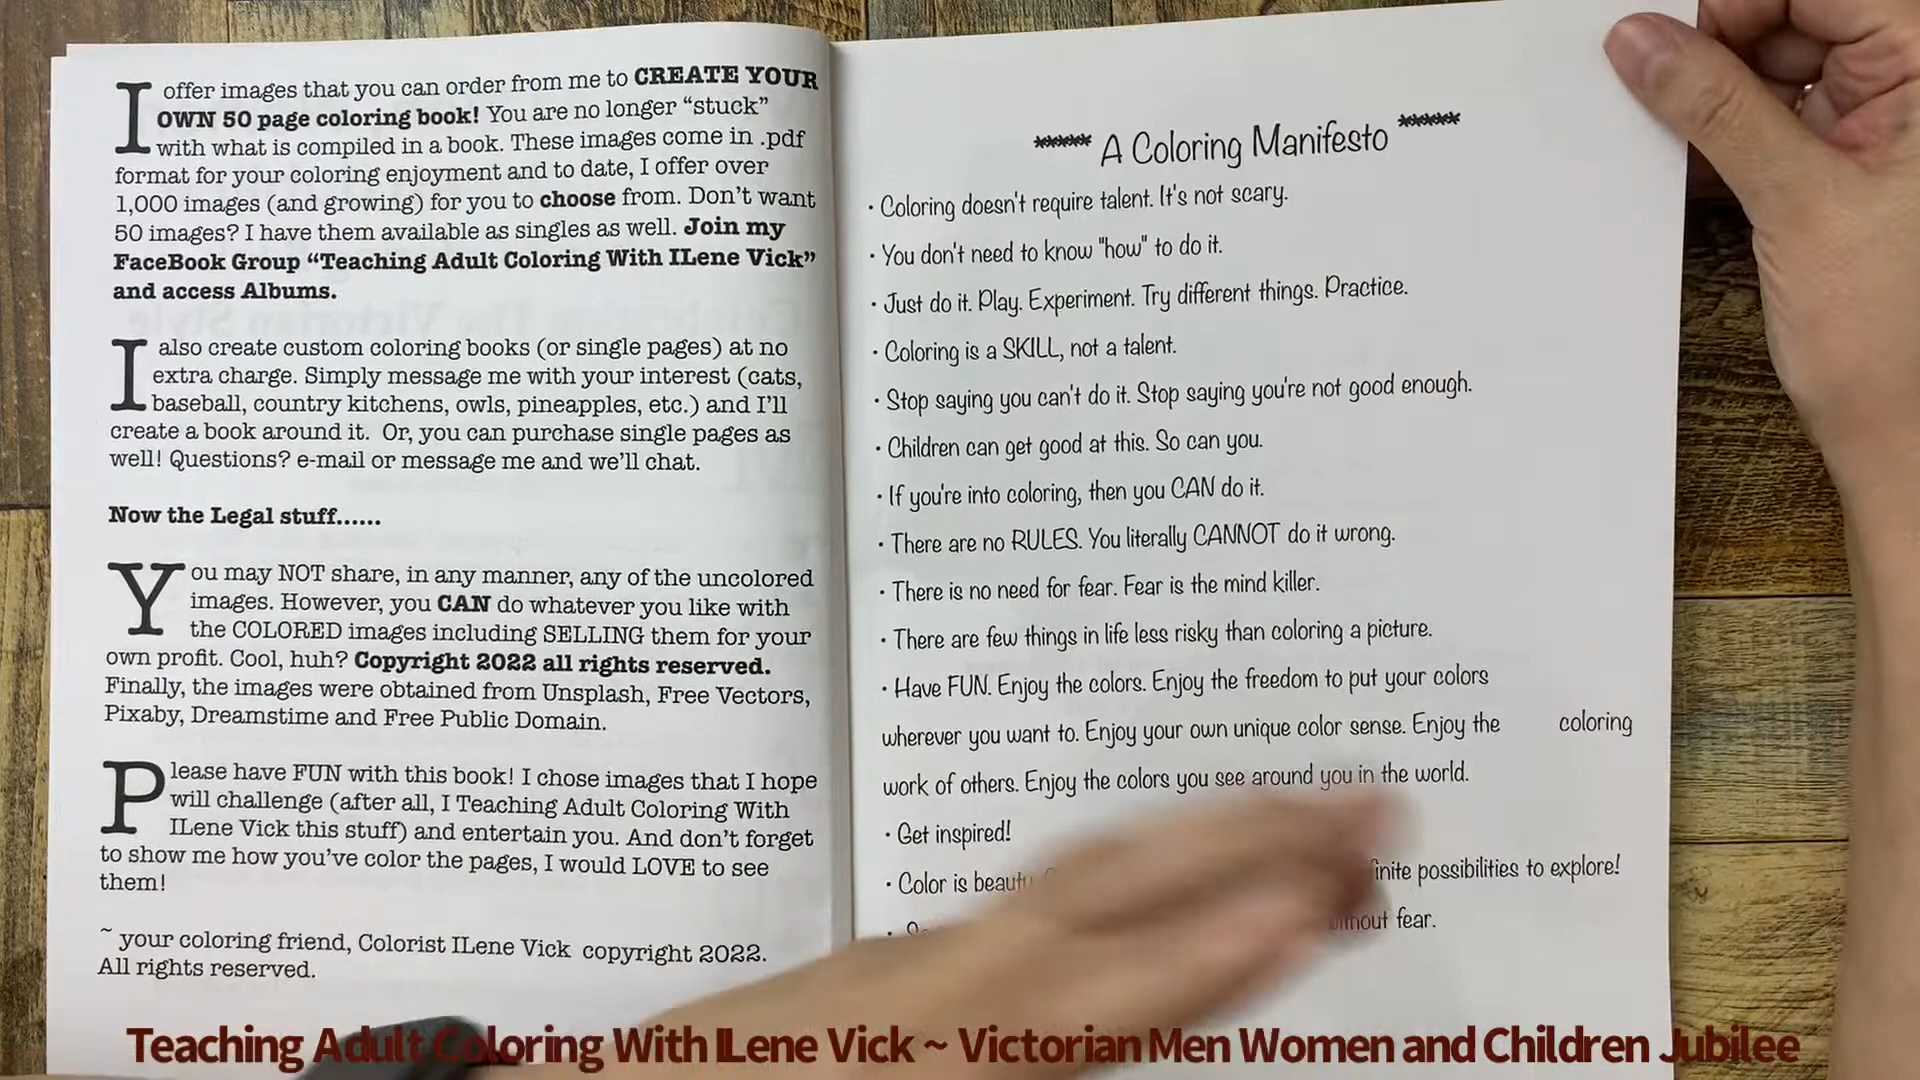 I offer images that you can order from me to CREATE YOUR
OWN 50 page coloring book! You are no longer “stuck”
with what is compiled in a book. These images come in .pdf
format for your coloring enjoyment and to date, I offer over
1,000 images (and growing) for you to choose from. Don’t want
50 images? I have them available as singles as well. Join my
FaceBook Group “Teaching Adult Coloring With ILene Vick”
and access Albums.
I also create custom coloring books (or single pages) at no
extra charge. Simply message me with your interest (cats,
baseball, country kitchens, owls, pineapples, etc.) and I’ll
create a book around it. Or, you can purchase single pages as
well! Questions? e-mail or message me and we’ll chat.
Now the Legal stuff......
You may NOT share, in any manner, any of the uncolored
images. However, you CAN do whatever you like with
the COLORED images including SELLING them for your
own profit. Cool, huh? Copyright 2022 all rights reserved.
Finally, the images were obtained from Unsplash, Free Vectors,
Pixaby, Dreamstime and Free Public Domain.
Please have FUN with this book! I chose images that I hope
will challenge (after all, I Teaching Adult Coloring With
ILene Vick this stuff) and entertain you. And don’t forget
to show me how you’ve color the pages, I would LOVE to see
them!
~ your coloring friend, Colorist ILene Vick copyright 2022.
All rights reserved.
****** A Coloring Manifesto ******
· Coloring doesn't require talent. It's not scary.
· You don't need to know "how" to do it.
· Just do it. Play. Experiment. Try different things. Practice.
· Coloring is a SKILL, not a talent.
· Stop saying you can't do it. Stop saying you're not good enough.
· Children can get good at this. So can you.
· If you're into coloring, then you CAN do it.
· There are no RULES. You literally CANNOT do it wrong.
· There is no need for fear. Fear is the mind killer.
· There are few things in life less risky than coloring a picture.
· Have FUN. Enjoy the colors. Enjoy the freedom to put your colors
wherever you want to. Enjoy your own unique color sense. Enjoy the coloring
work of others. Enjoy the colors you see around you in the world.
· Get inspired!
· Color is possibilities to explore!
fear.
Teaching Adult Coloring With ILene Vick ~ Victorian Men Women and Children Jubilee